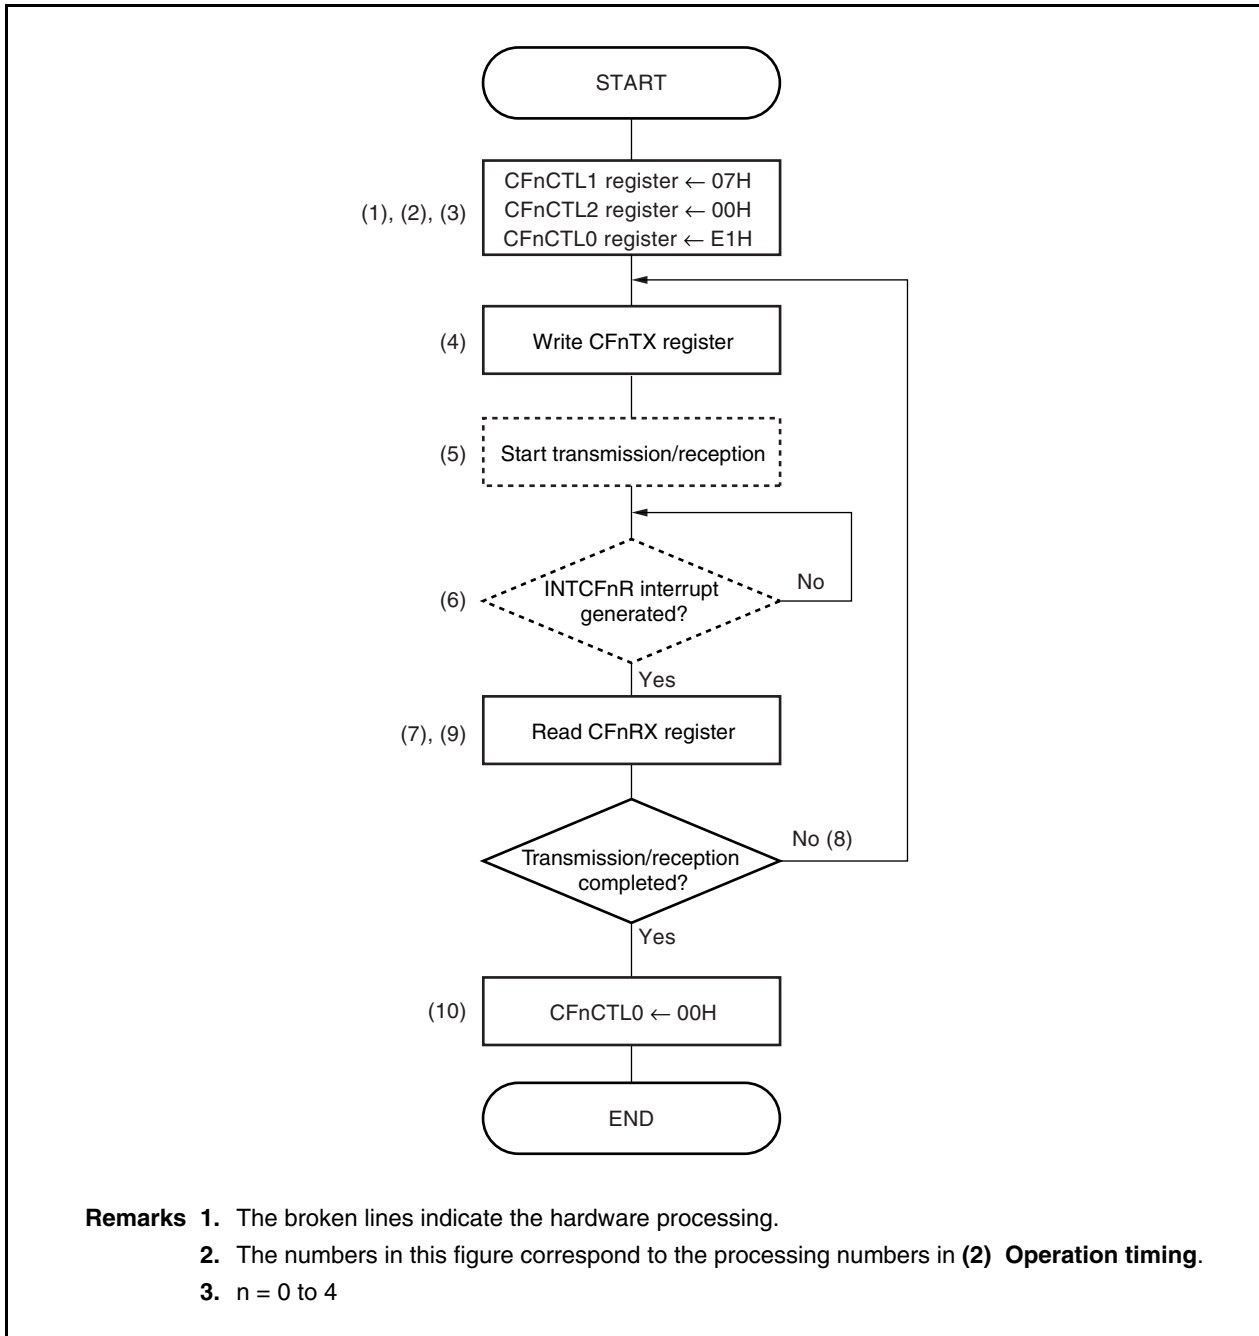 START
(1), (2), (3)
CFnCTL1 register ← 07H
CFnCTL2 register ← 00H
CFnCTL0 register ← E1H
(4)
Write CFnTX register
(5)
Start transmission/reception
(6)
INTCFnR interrupt
generated?
No
Yes
(7), (9)
Read CFnRX register
Transmission/reception
completed?
No (8)
Yes
(10)
CFnCTL0 ← 00H
END
Remarks 1. The broken lines indicate the hardware processing.
2. The numbers in this figure correspond to the processing numbers in (2) Operation timing.
3. n = 0 to 4